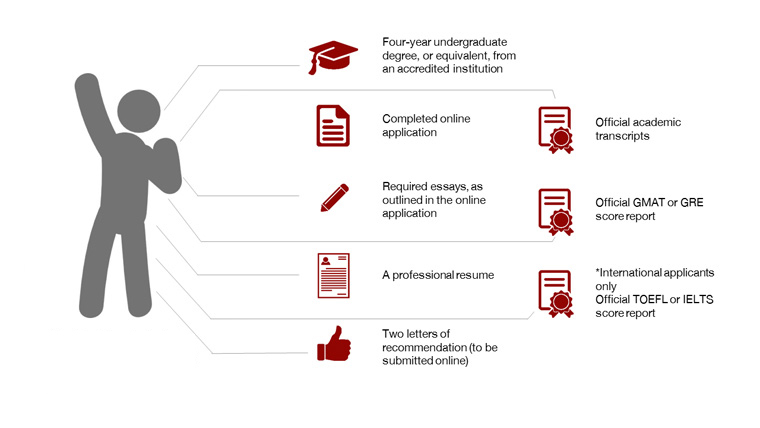 Four-year undergraduate
degree, or equivalent, from
an accredited institution
Completed online
application
Official academic
transcripts
Required essays, as
outlined in the online
application
Official GMAT or GRE
score report
A professional resume
*International applicants
only
Official TOEFL or IELTS
score report
Two letters of
recommendation (to be
submitted online)